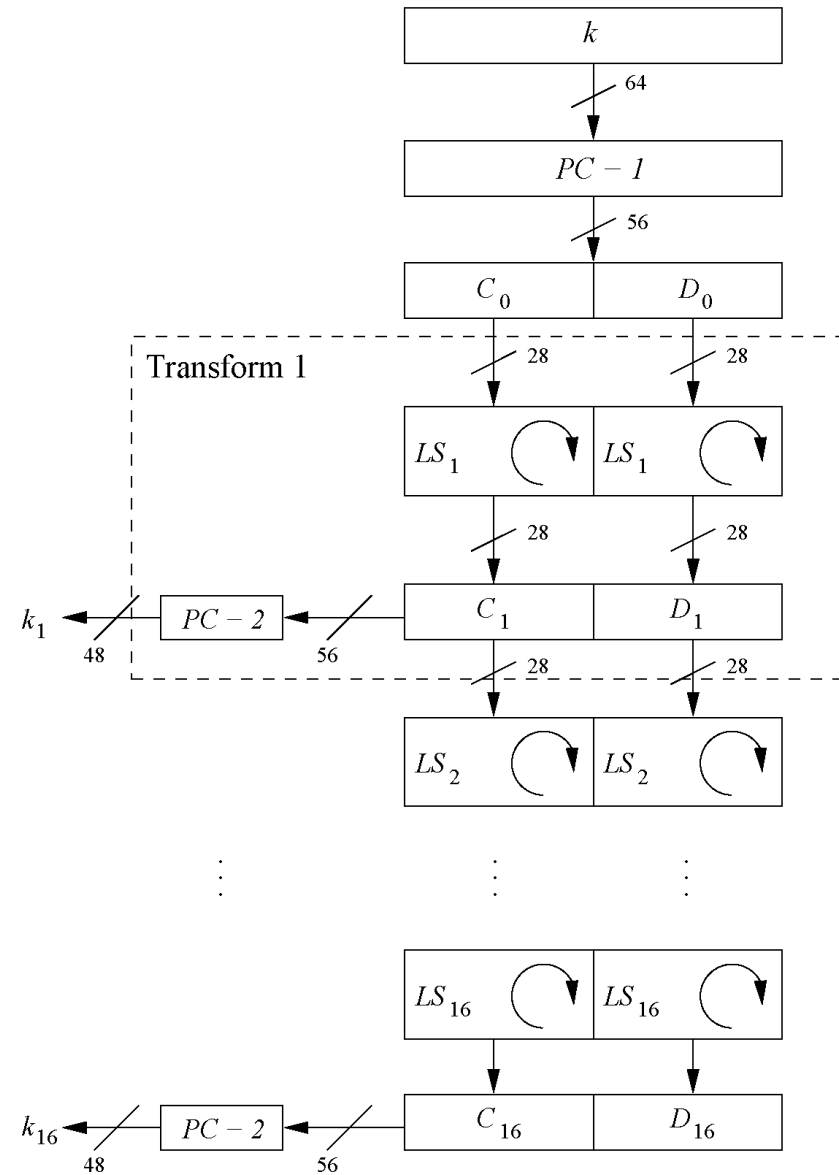 k
64
PC − 1
56
C0 D0
Transform 1
28 28
LS1 LS1
28 28
k1 48 PC − 2 56 C1 D1
28 28
LS2 LS2
LS16 LS16
k16 48 PC − 2 56 C16 D16